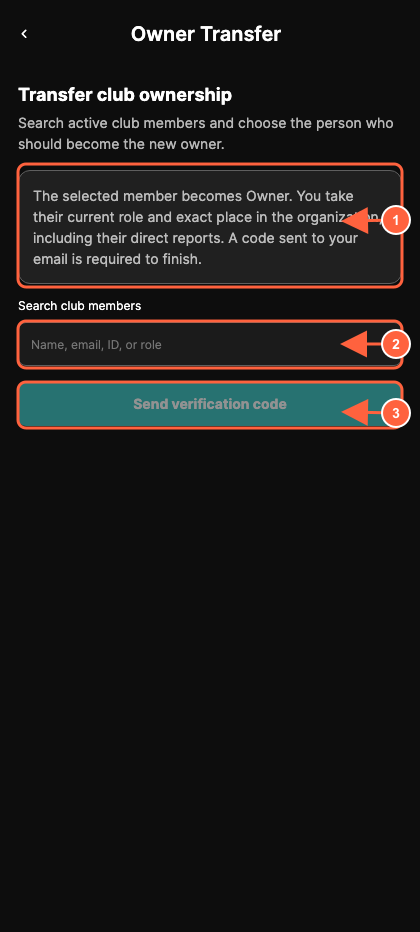 Owner Transfer
Transfer club ownership
Search active club members and choose the person who
should become the new owner.
The selected member becomes Owner. You take
their current role and exact place in the organization,
including their direct reports. A code sent to your
email is required to finish.
1
Search club members
Name, email, ID, or role
2
Send verification code
3